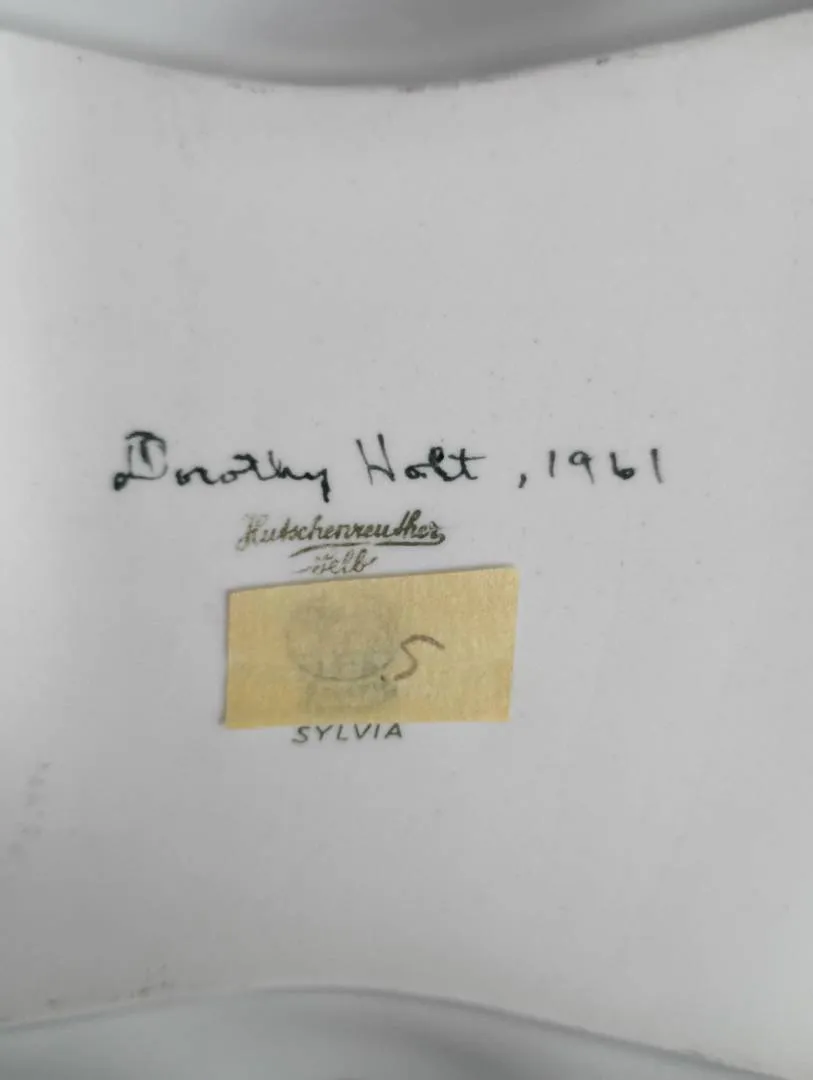 Dorothy Holt, 1961
Hutschenreuther
Selb
.5
SYLVIA